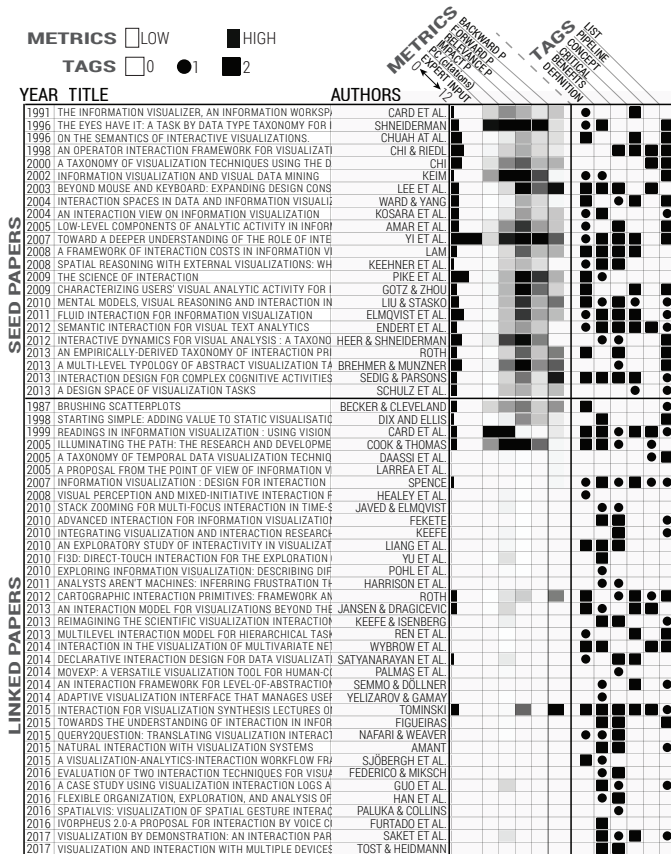 METRICS LOW HIGH
TAGS 0 1 2
METRICS
BACKWARD P
FORWARD P
RELEVANCE P
IMPACT P
PC (citations)
EXPERT INPUT
0 12
TAGS
LIST
PIPELINE
CONCEPT
CRITICAL
BENEFITS
DEFINITION
YEAR TITLE AUTHORS
SEED PAPERS
1991 THE INFORMATION VISUALIZER, AN INFORMATION WORKSPA CARD ET AL.
1996 THE EYES HAVE IT: A TASK BY DATA TYPE TAXONOMY FOR I SHNEIDERMAN
1996 ON THE SEMANTICS OF INTERACTIVE VISUALIZATIONS. CHUAH AT AL.
1998 AN OPERATOR INTERACTION FRAMEWORK FOR VISUALIZATI CHI & RIEDL
2000 A TAXONOMY OF VISUALIZATION TECHNIQUES USING THE D CHI
2002 INFORMATION VISUALIZATION AND VISUAL DATA MINING KEIM
2003 BEYOND MOUSE AND KEYBOARD: EXPANDING DESIGN CONS LEE ET AL.
2004 INTERACTION SPACES IN DATA AND INFORMATION VISUALIZ WARD & YANG
2004 AN INTERACTION VIEW ON INFORMATION VISUALIZATION KOSARA ET AL.
2005 LOW-LEVEL COMPONENTS OF ANALYTIC ACTIVITY IN INFORM AMAR ET AL.
2007 TOWARD A DEEPER UNDERSTANDING OF THE ROLE OF INTE YI ET AL.
2008 A FRAMEWORK OF INTERACTION COSTS IN INFORMATION VI LAM
2008 SPATIAL REASONING WITH EXTERNAL VISUALIZATIONS: WH KEEHNER ET AL.
2009 THE SCIENCE OF INTERACTION PIKE ET AL.
2009 CHARACTERIZING USERS' VISUAL ANALYTIC ACTIVITY FOR I GOTZ & ZHOU
2010 MENTAL MODELS, VISUAL REASONING AND INTERACTION IN LIU & STASKO
2011 FLUID INTERACTION FOR INFORMATION VISUALIZATION ELMQVIST ET AL.
2012 SEMANTIC INTERACTION FOR VISUAL TEXT ANALYTICS ENDERT ET AL.
2012 INTERACTIVE DYNAMICS FOR VISUAL ANALYSIS : A TAXONO HEER & SHNEIDERMAN
2013 AN EMPIRICALLY-DERIVED TAXONOMY OF INTERACTION PRI ROTH
2013 A MULTI-LEVEL TYPOLOGY OF ABSTRACT VISUALIZATION TA BREHMER & MUNZNER
2013 INTERACTION DESIGN FOR COMPLEX COGNITIVE ACTIVITIES SEDIG & PARSONS
2013 A DESIGN SPACE OF VISUALIZATION TASKS SCHULZ ET AL.
LINKED PAPERS
1987 BRUSHING SCATTERPLOTS BECKER & CLEVELAND
1998 STARTING SIMPLE: ADDING VALUE TO STATIC VISUALISATIO DIX AND ELLIS
1999 READINGS IN INFORMATION VISUALIZATION : USING VISION CARD ET AL.
2005 ILLUMINATING THE PATH: THE RESEARCH AND DEVELOPME COOK & THOMAS
2005 A TAXONOMY OF TEMPORAL DATA VISUALIZATION TECHNIQ DAASSI ET AL.
2005 A PROPOSAL FROM THE POINT OF VIEW OF INFORMATION V LARREA ET AL.
2007 INFORMATION VISUALIZATION : DESIGN FOR INTERACTION SPENCE
2008 VISUAL PERCEPTION AND MIXED-INITIATIVE INTERACTION F HEALEY ET AL.
2010 STACK ZOOMING FOR MULTI-FOCUS INTERACTION IN TIME-S JAVED & ELMQVIST
2010 ADVANCED INTERACTION FOR INFORMATION VISUALIZATION FEKETE
2010 INTEGRATING VISUALIZATION AND INTERACTION RESEARCH KEEFE
2010 AN EXPLORATORY STUDY OF INTERACTIVITY IN VISUALIZAT LIANG ET AL.
2010 FI3D: DIRECT-TOUCH INTERACTION FOR THE EXPLORATION YU ET AL.
2010 EXPLORING INFORMATION VISUALIZATION: DESCRIBING DIF POHL ET AL.
2011 ANALYSTS AREN'T MACHINES: INFERRING FRUSTRATION TH HARRISON ET AL.
2012 CARTOGRAPHIC INTERACTION PRIMITIVES: FRAMEWORK AN ROTH
2013 AN INTERACTION MODEL FOR VISUALIZATIONS BEYOND THE JANSEN & DRAGICEVIC
2013 REIMAGINING THE SCIENTIFIC VISUALIZATION INTERACTION KEEFE & ISENBERG
2013 MULTILEVEL INTERACTION MODEL FOR HIERARCHICAL TASK REN ET AL.
2014 INTERACTION IN THE VISUALIZATION OF MULTIVARIATE NET WYBROW ET AL.
2014 DECLARATIVE INTERACTION DESIGN FOR DATA VISUALIZATI SATYANARAYAN ET AL.
2014 MOVEXP: A VERSATILE VISUALIZATION TOOL FOR HUMAN-CO PALMAS ET AL.
2014 AN INTERACTION FRAMEWORK FOR LEVEL-OF-ABSTRACTION SEMMO & DÖLLNER
2014 ADAPTIVE VISUALIZATION INTERFACE THAT MANAGES USER YELIZAROV & GAMAY
2015 INTERACTION FOR VISUALIZATION SYNTHESIS LECTURES O TOMINSKI
2015 TOWARDS THE UNDERSTANDING OF INTERACTION IN INFOR FIGUEIRAS
2015 QUERY2QUESTION: TRANSLATING VISUALIZATION INTERACT NAFARI & WEAVER
2015 NATURAL INTERACTION WITH VISUALIZATION SYSTEMS AMANT
2015 A VISUALIZATION-ANALYTICS-INTERACTION WORKFLOW FRA SJÖBERGH ET AL.
2016 EVALUATION OF TWO INTERACTION TECHNIQUES FOR VISUA FEDERICO & MIKSCH
2016 A CASE STUDY USING VISUALIZATION INTERACTION LOGS A GUO ET AL.
2016 FLEXIBLE ORGANIZATION, EXPLORATION, AND ANALYSIS OF HAN ET AL.
2016 SPATIALVIS: VISUALIZATION OF SPATIAL GESTURE INTERAC PALUKA & COLLINS
2016 IVORPHEUS 2.0-A PROPOSAL FOR INTERACTION BY VOICE C FURTADO ET AL.
2017 VISUALIZATION BY DEMONSTRATION: AN INTERACTION PAR SAKET ET AL.
2017 VISUALIZATION AND INTERACTION WITH MULTIPLE DEVICES TOST & HEIDMANN